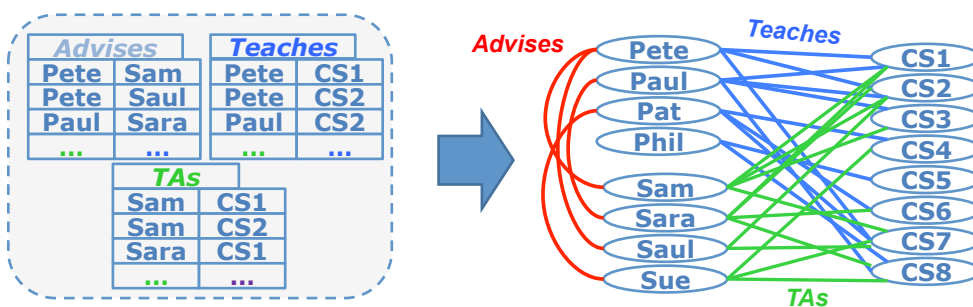 Advises
Pete Sam
Pete Saul
Paul Sara
... ...
Teaches
Pete CS1
Pete CS2
Paul CS2
... ...
TAs
Sam CS1
Sam CS2
Sara CS1
... ...
Advises
Teaches
Pete
Paul
Pat
Phil
Sam
Sara
Saul
Sue
CS1
CS2
CS3
CS4
CS5
CS6
CS7
CS8
TAs